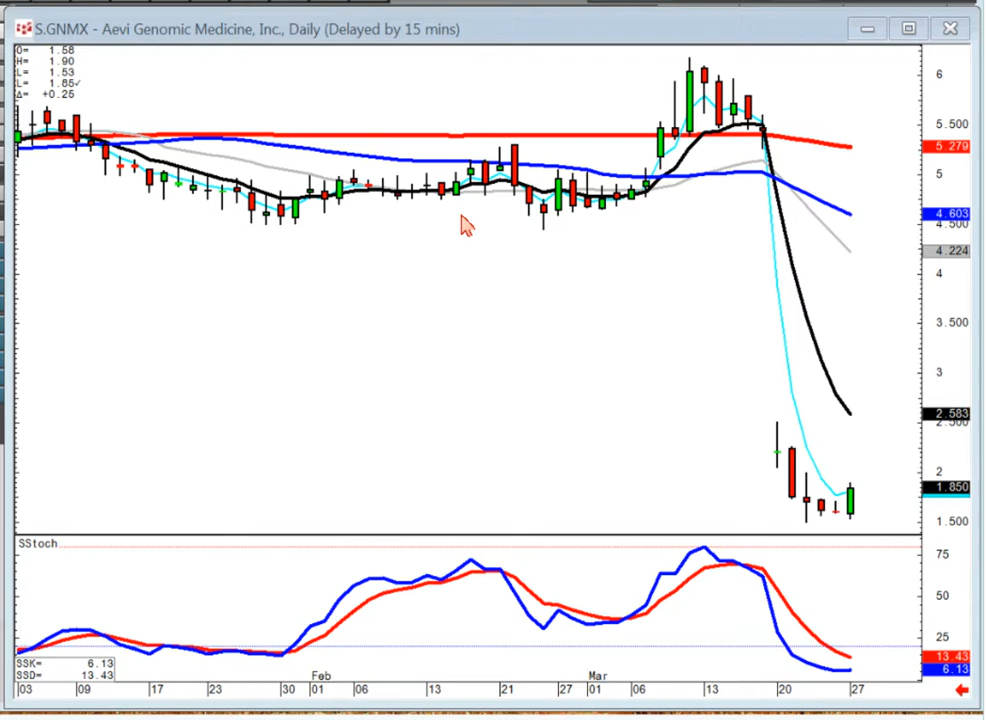 S.GNMX - Aevi Genomic Medicine, Inc., Daily (Delayed by 15 mins)
O= 1.58
H= 1.90
L= 1.53
L= 1.85✓
Δ= +0.25
6
5.500
5.279
5
4.603
4.500
4.224
4
3.500
3
2.583
2.500
2
1.850
1.500
SStoch
75
50
25
13.43
6.13
SSK= 6.13
SSD= 13.43
03 09 17 23 30 01 Feb 06 13 21 27 01 Mar 06 13 20 27